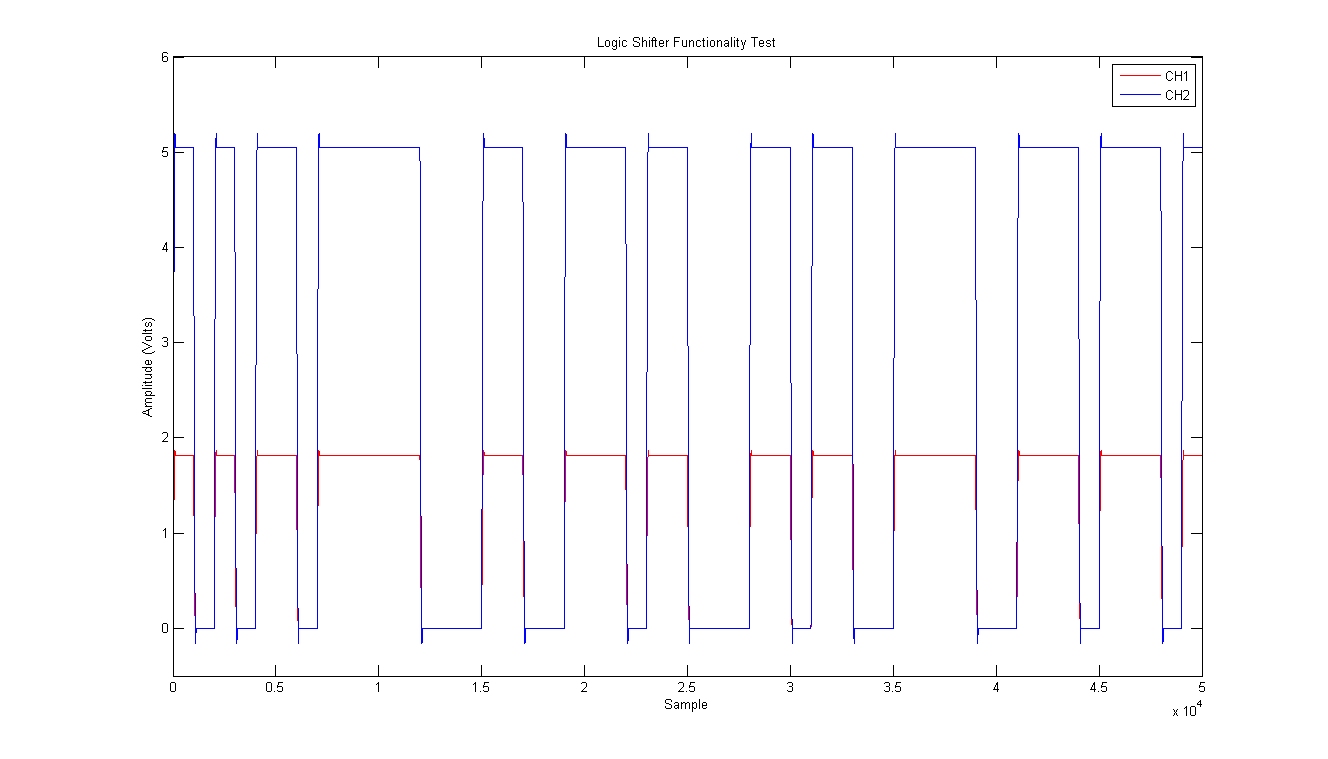 Logic Shifter Functionality Test
CH1
CH2
6
5
4
3
2
1
0
Amplitude (Volts)
0 0.5 1 1.5 2 2.5 3 3.5 4 4.5 5
Sample
x 10^4